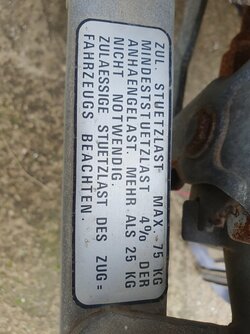 ZUL. STUETZLAST MAX. 75 KG
MINDESTSTUETZLAST 4% DER
ANHAENGELAST. MEHR ALS 25 KG
NICHT NOTWENDIG.
ZULAESSIGE STUETZLAST DES ZUG=
FAHRZEUGS BEACHTEN.